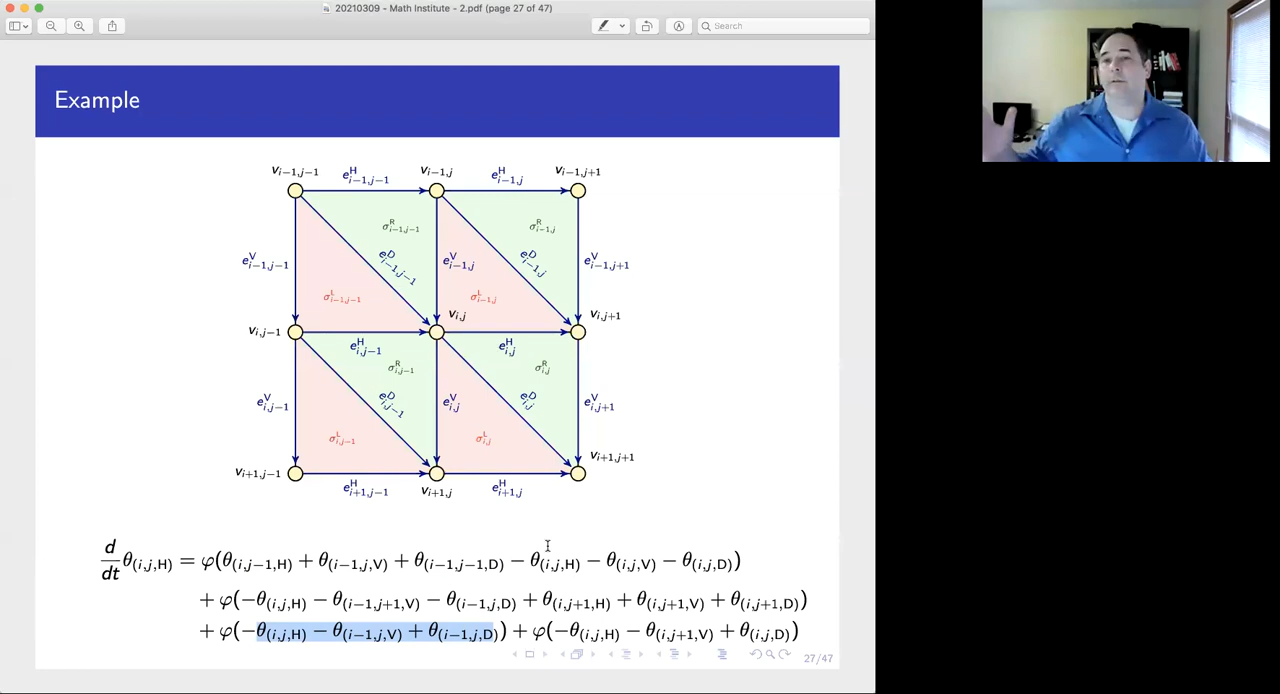 20210309 - Math Institute - 2.pdf (page 27 of 47)
Search
Example
v_{i−1,j−1} e^H_{i−1,j−1} v_{i−1,j} e^H_{i−1,j} v_{i−1,j+1}
σ^R_{i−1,j−1} σ^R_{i−1,j}
e^V_{i−1,j−1} e^D_{i−1,j−1} e^V_{i−1,j} e^D_{i−1,j} e^V_{i−1,j+1}
σ^L_{i−1,j−1} σ^L_{i−1,j}
v_{i,j−1} v_{i,j} v_{i,j+1}
e^H_{i,j−1} e^H_{i,j}
σ^R_{i,j−1} σ^R_{i,j}
e^V_{i,j−1} e^D_{i,j−1} e^V_{i,j} e^D_{i,j} e^V_{i,j+1}
σ^L_{i,j−1} σ^L_{i,j}
v_{i+1,j−1} e^H_{i+1,j−1} v_{i+1,j} e^H_{i+1,j} v_{i+1,j+1}
d/dt θ_{(i,j,H)} = φ(θ_{(i,j−1,H)} + θ_{(i−1,j,V)} + θ_{(i−1,j−1,D)} − θ_{(i,j,H)} − θ_{(i,j,V)} − θ_{(i,j,D)})
+ φ(−θ_{(i,j,H)} − θ_{(i−1,j+1,V)} − θ_{(i−1,j,D)} + θ_{(i,j+1,H)} + θ_{(i,j+1,V)} + θ_{(i,j+1,D)})
+ φ(−θ_{(i,j,H)} − θ_{(i−1,j,V)} + θ_{(i−1,j,D)}) + φ(−θ_{(i,j,H)} − θ_{(i,j+1,V)} + θ_{(i,j,D)})
27/47